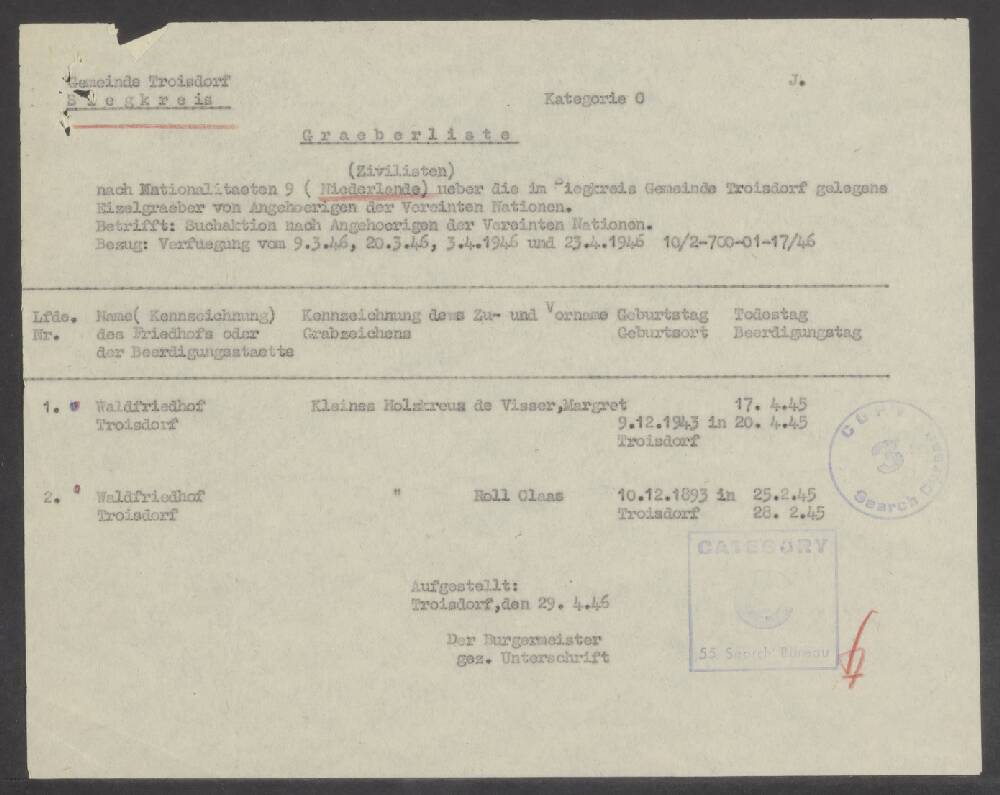 Gemeinde Troisdorf
J.
Siegkreis
Kategorie O
Graeberliste
(Zivilisten)
nach Nationalitaeten 9 ( Niederlande) ueber die im Siegkreis Gemeinde Troisdorf gelegene
Eizelgraeber von Angehoerigen der Vereinten Nationen.
Betrifft: Suchaktion nach Angehoerigen der Vereinten Nationen.
Bezug: Verfuegung vom 9.3.46, 20.3.46, 3.4.1946 und 23.4.1946 10/2-700-01-17/46
Lfde. Name( Kennzeichnung) Kennzeichnung dews Zu- und Vorname Geburtstag Todestag
Nr. des Friedhofs oder Grabzeichens Geburtsort Beerdigungstag
der Beerdigungsstaette
1. Waldfriedhof Kleines Holzkreuz de Visser,Margret 17. 4.45
Troisdorf 9.12.1943 in 20. 4.45
Troisdorf
COPY
3
Search
2. Waldfriedhof " Roll Claas 10.12.1893 in 25.2.45
Troisdorf Troisdorf 28. 2.45
CATEGORY
55 Search Bureau
Aufgestellt:
Troisdorf,den 29. 4.46
Der Burgermeister
gez. Unterschrift